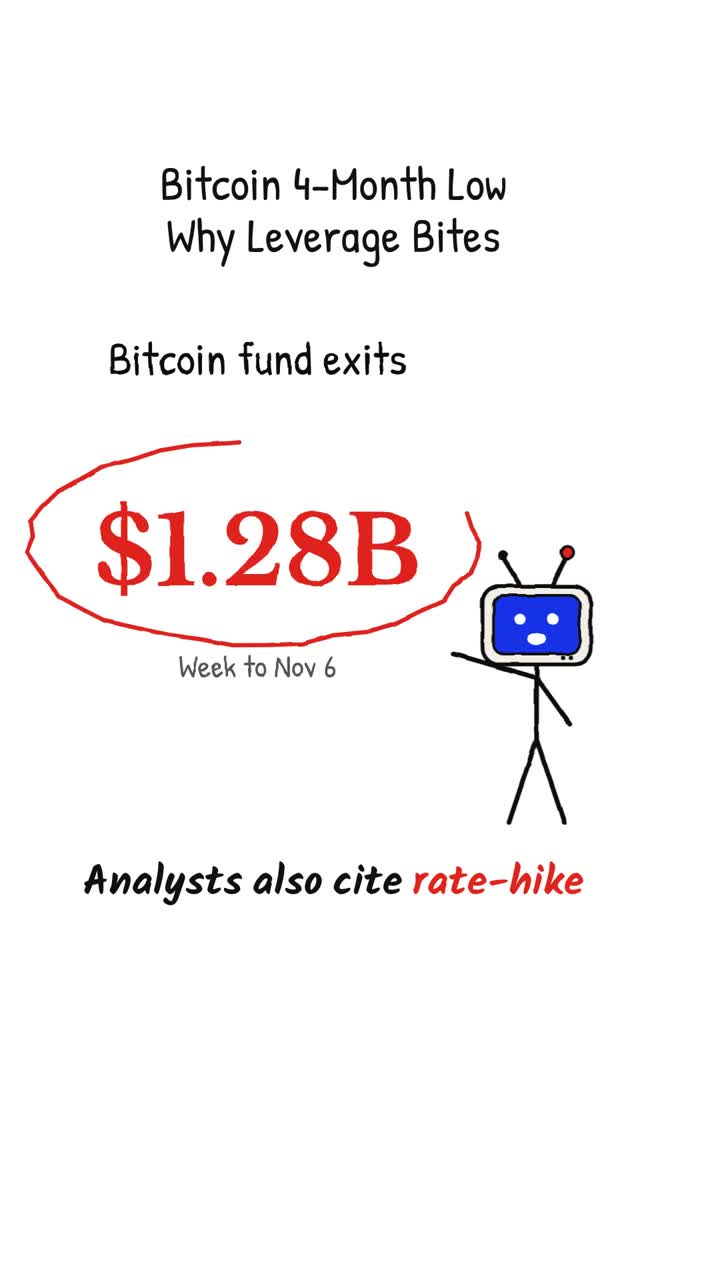 Bitcoin 4-Month Low
Why Leverage Bites
Bitcoin fund exits
$1.28B
Week to Nov 6
Analysts also cite rate-hike